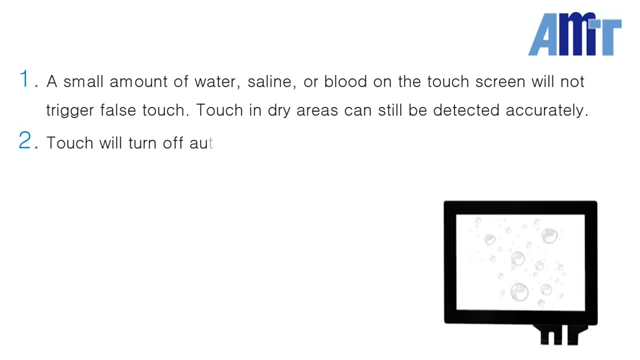 AMT
1. A small amount of water, saline, or blood on the touch screen will not
trigger false touch. Touch in dry areas can still be detected accurately.
2. Touch will turn off aut